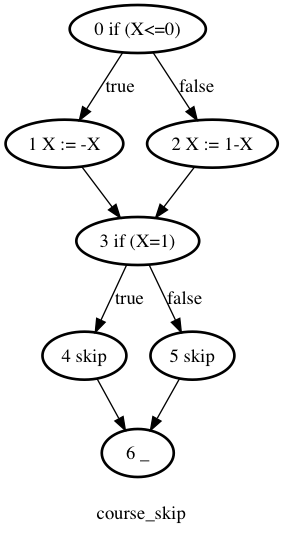 0 if (X<=0)
true
false
1 X := -X
2 X := 1-X
3 if (X=1)
true
false
4 skip
5 skip
6 _
course_skip